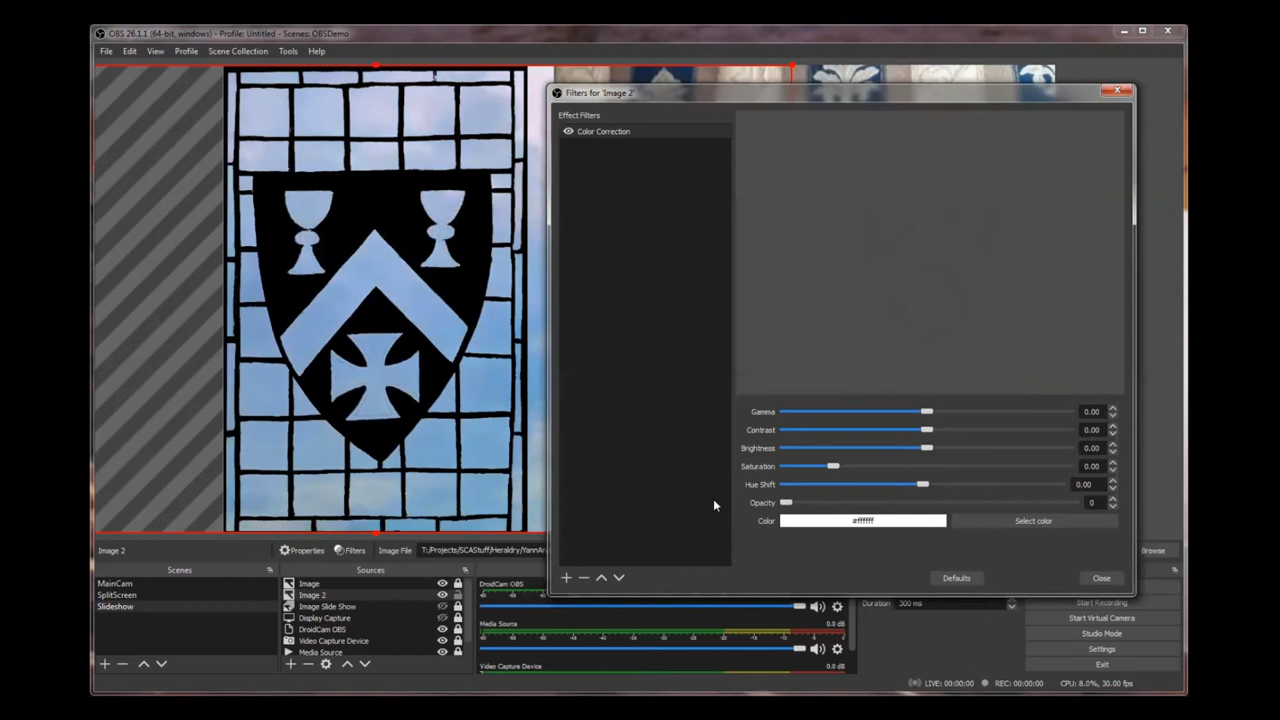 OBS 26.1.1 (64-bit, windows) - Profile: Untitled - Scenes: OBSDemo
File Edit View Profile Scene Collection Tools Help
Filters for 'Image 2'
Effect Filters
Color Correction
Gamma 0.00
Contrast 0.00
Brightness 0.00
Saturation 0.00
Hue Shift 0.00
Opacity 0
Color #ffffff Select color
Defaults Close
Image 2 Properties Filters Image File T:/Projects/SCAStuff/Heraldry/YannAr Browse
Scenes Sources
MainCam
SplitScreen
Slideshow
Image
Image 2
Image Slide Show
Display Capture
DroidCam OBS
Video Capture Device
Media Source
DroidCam OBS
Media Source 0.0 dB
Video Capture Device 0.0 dB
Duration 300 ms
Start Recording
Start Virtual Camera
Studio Mode
Settings
Exit
LIVE: 00:00:00 REC: 00:00:00 CPU: 8.0%, 30.00 fps